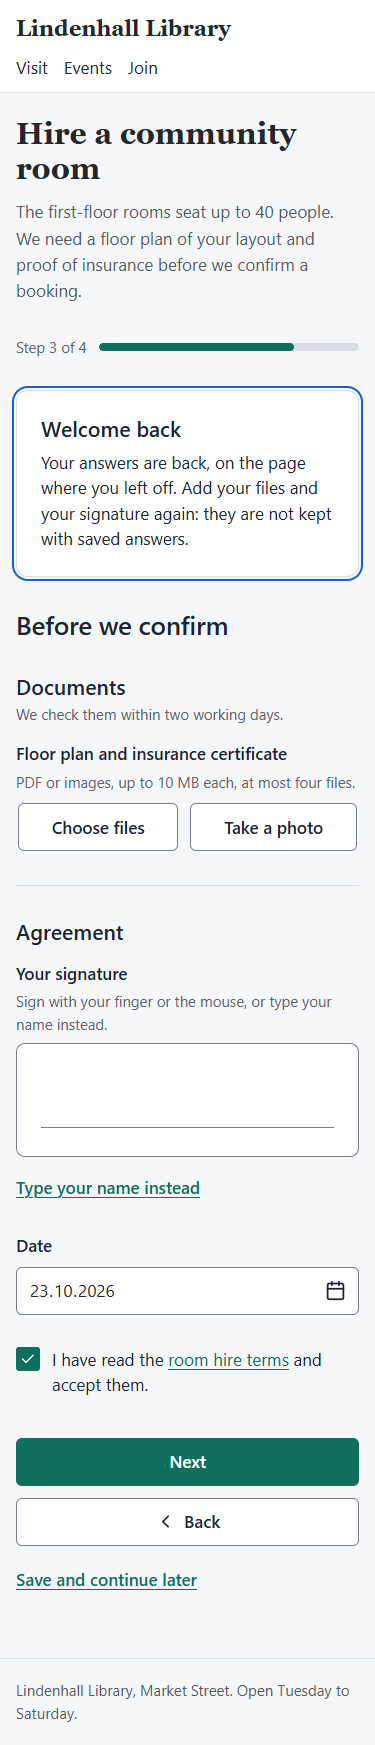 Lindenhall Library
Visit Events Join
Hire a community
room
The first-floor rooms seat up to 40 people.
We need a floor plan of your layout and
proof of insurance before we confirm a
booking.
Step 3 of 4
Welcome back
Your answers are back, on the page
where you left off. Add your files and
your signature again: they are not kept
with saved answers.
Before we confirm
Documents
We check them within two working days.
Floor plan and insurance certificate
PDF or images, up to 10 MB each, at most four files.
Choose files Take a photo
Agreement
Your signature
Sign with your finger or the mouse, or type your
name instead.
Type your name instead
Date
23.10.2026
I have read the room hire terms and
accept them.
Next
Back
Save and continue later
Lindenhall Library, Market Street. Open Tuesday to
Saturday.